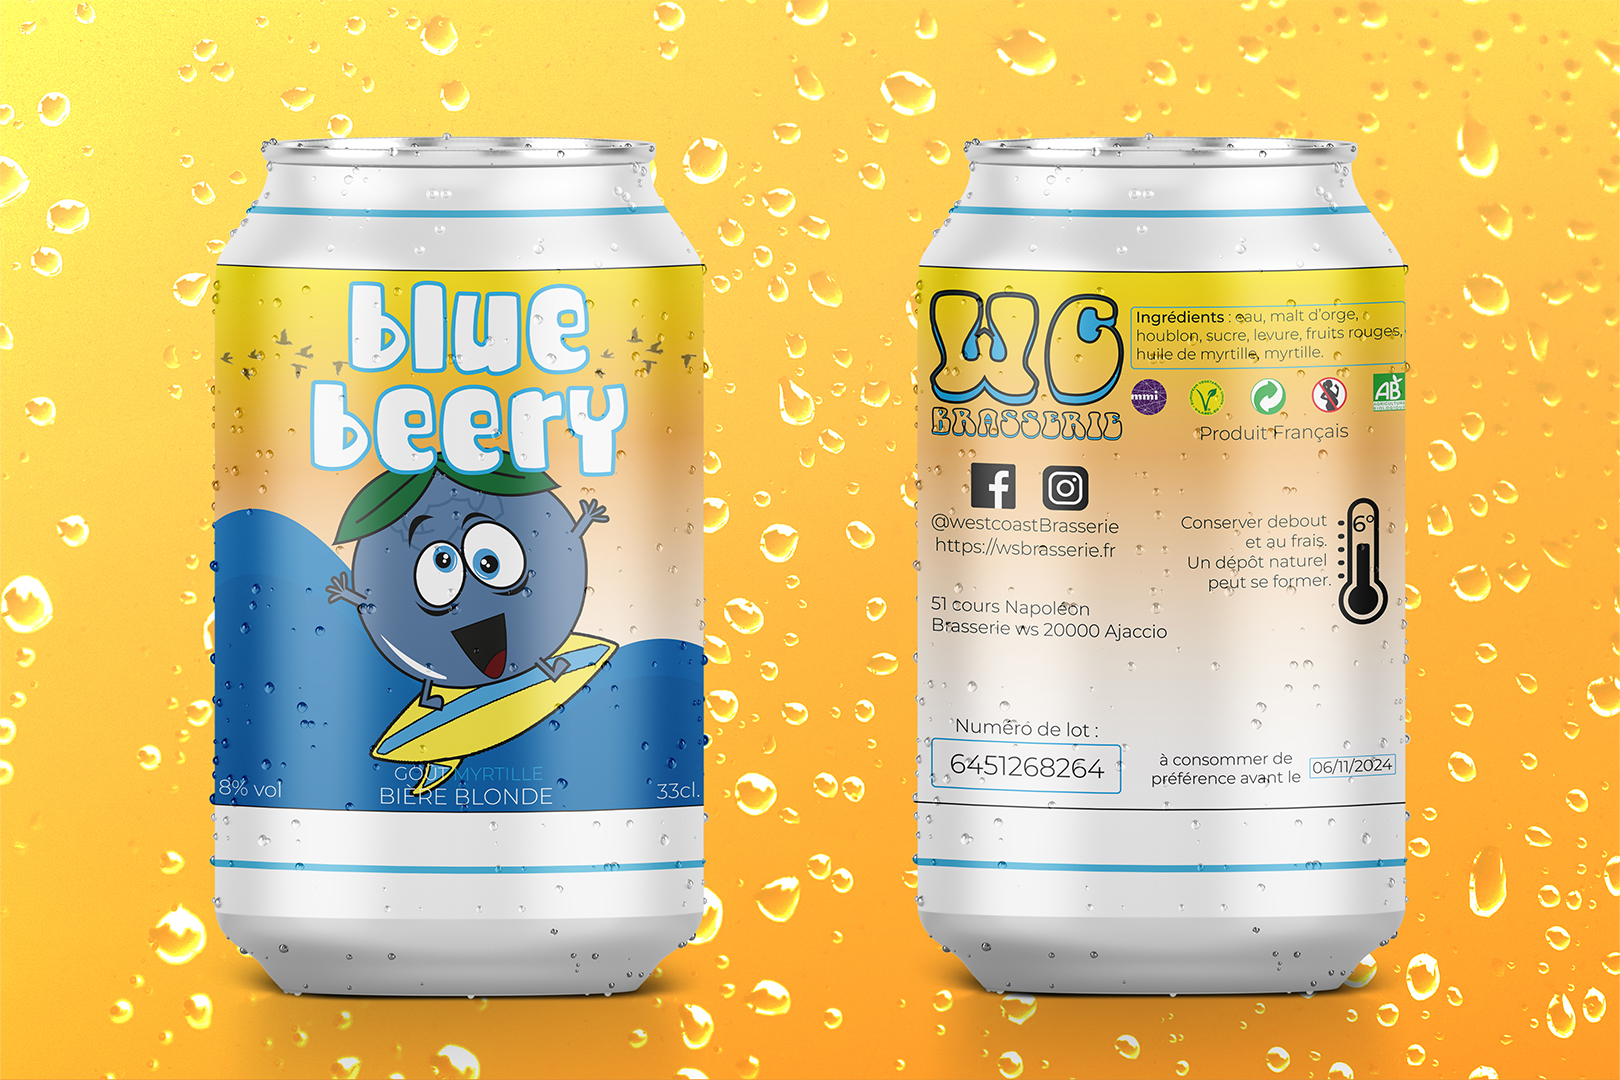 blue
beery
GOÛT MYRTILLE
8% vol
BIÈRE BLONDE
33cl.
WC
BRASSERIE
Ingrédients : eau, malt d'orge,
houblon, sucre, levure, fruits rouges,
huile de myrtille, myrtille.
mmi
AB
Produit Français
@westcoastBrasserie
https://wsbrasserie.fr
Conserver debout
et au frais.
Un dépôt naturel
peut se former.
6°
51 cours Napoléon
Brasserie ws 20000 Ajaccio
Numéro de lot :
6451268264
à consommer de
préférence avant le
06/11/2024